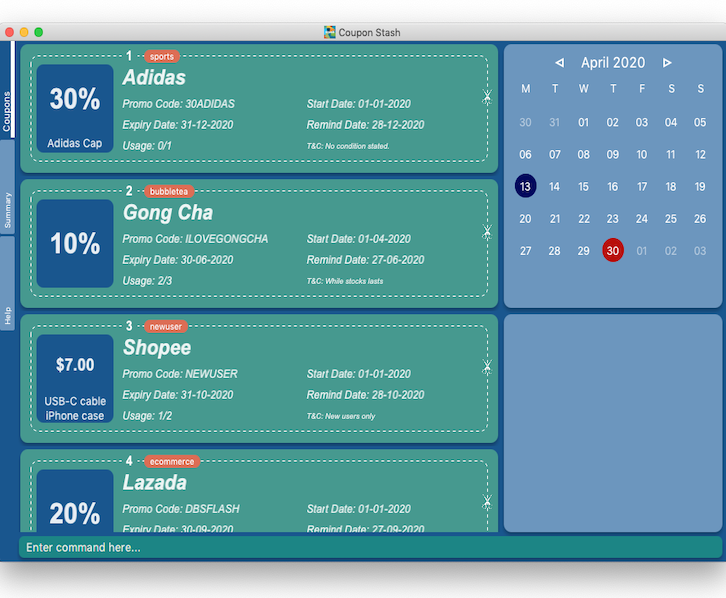 Coupon Stash
Coupons
Summary
Help
1 sports
30%
Adidas Cap
Adidas
Promo Code: 30ADIDAS
Start Date: 01-01-2020
Expiry Date: 31-12-2020
Remind Date: 28-12-2020
Usage: 0/1
T&C: No condition stated.
2 bubbletea
10%
Gong Cha
Promo Code: ILOVEGONGCHA
Start Date: 01-04-2020
Expiry Date: 30-06-2020
Remind Date: 27-06-2020
Usage: 2/3
T&C: While stocks lasts
3 newuser
$7.00
USB-C cable
iPhone case
Shopee
Promo Code: NEWUSER
Start Date: 01-01-2020
Expiry Date: 31-10-2020
Remind Date: 28-10-2020
Usage: 1/2
T&C: New users only
4 ecommerce
20%
Lazada
Promo Code: DBSFLASH
Start Date: 01-01-2020
Expiry Date: 30-09-2020
Remind Date: 27-09-2020
April 2020
M T W T F S S
30 31 01 02 03 04 05
06 07 08 09 10 11 12
13 14 15 16 17 18 19
20 21 22 23 24 25 26
27 28 29 30 01 02 03
Enter command here...